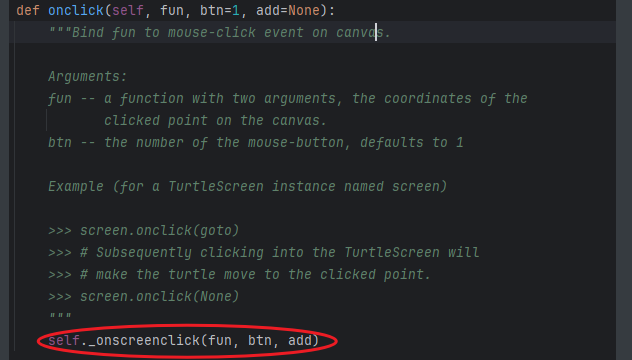 def onclick(self, fun, btn=1, add=None):
"""Bind fun to mouse-click event on canvas.
Arguments:
fun -- a function with two arguments, the coordinates of the
clicked point on the canvas.
btn -- the number of the mouse-button, defaults to 1
Example (for a TurtleScreen instance named screen)
>>> screen.onclick(goto)
>>> # Subsequently clicking into the TurtleScreen will
>>> # make the turtle move to the clicked point.
>>> screen.onclick(None)
"""
self._onscreenclick(fun, btn, add)